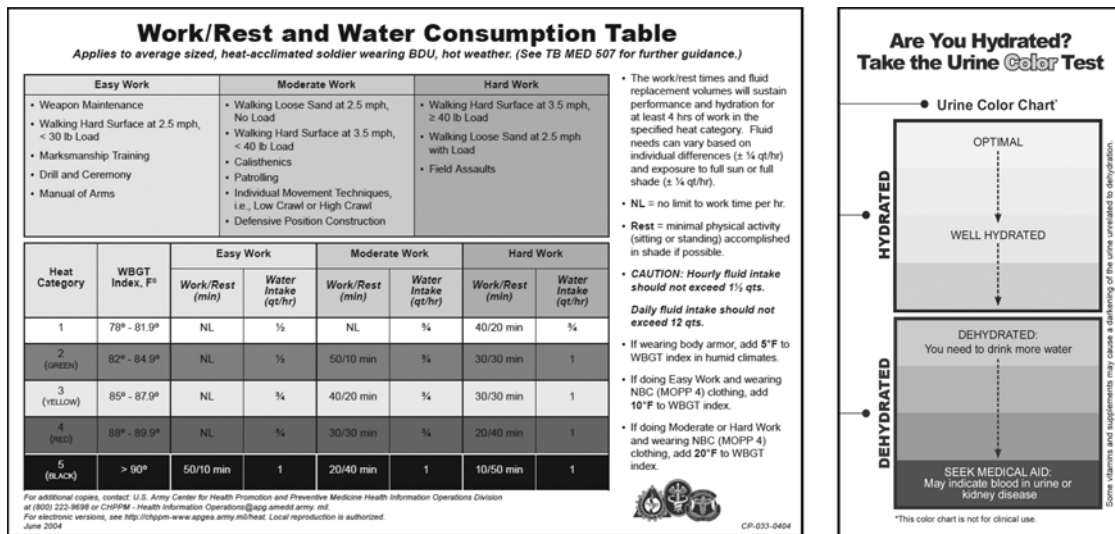 Work/Rest and Water Consumption Table
Applies to average sized, heat-acclimated soldier wearing BDU, hot weather. (See TB MED 507 for further guidance.)
Easy Work
• Weapon Maintenance
• Walking Hard Surface at 2.5 mph,
< 30 lb Load
• Marksmanship Training
• Drill and Ceremony
• Manual of Arms
Moderate Work
• Walking Loose Sand at 2.5 mph,
No Load
• Walking Hard Surface at 3.5 mph,
< 40 lb Load
• Calisthenics
• Patrolling
• Individual Movement Techniques,
i.e., Low Crawl or High Crawl
• Defensive Position Construction
Hard Work
• Walking Hard Surface at 3.5 mph,
≥ 40 lb Load
• Walking Loose Sand at 2.5 mph
with Load
• Field Assaults
Heat Category WBGT Index, Fº Easy Work Moderate Work Hard Work
Work/Rest (min) Water Intake (qt/hr) Work/Rest (min) Water Intake (qt/hr) Work/Rest (min) Water Intake (qt/hr)
1 78º - 81.9º NL ½ NL ¾ 40/20 min ¾
2 (GREEN) 82º - 84.9º NL ½ 50/10 min ¾ 30/30 min 1
3 (YELLOW) 85º - 87.9º NL ¾ 40/20 min ¾ 30/30 min 1
4 (RED) 88º - 89.9º NL ¾ 30/30 min ¾ 20/40 min 1
5 (BLACK) > 90º 50/10 min 1 20/40 min 1 10/50 min 1
• The work/rest times and fluid
replacement volumes will sustain
performance and hydration for
at least 4 hrs of work in the
specified heat category. Fluid
needs can vary based on
individual differences (± ¼ qt/hr)
and exposure to full sun or full
shade (± ¼ qt/hr).
• NL = no limit to work time per hr.
• Rest = minimal physical activity
(sitting or standing) accomplished
in shade if possible.
• CAUTION: Hourly fluid intake
should not exceed 1½ qts.
Daily fluid intake should not
exceed 12 qts.
• If wearing body armor, add 5°F to
WBGT index in humid climates.
• If doing Easy Work and wearing
NBC (MOPP 4) clothing, add
10°F to WBGT index.
• If doing Moderate or Hard Work
and wearing NBC (MOPP 4)
clothing, add 20°F to WBGT
index.
For additional copies, contact: U.S. Army Center for Health Promotion and Preventive Medicine Health Information Operations Division
at (800) 222-9698 or CHPPM - Health Information Operations@apg.amedd.army. mil.
For electronic versions, see http://chppm-www.apgea.army.mil/heat. Local reproduction is authorized.
June 2004
CP-033-0404
Are You Hydrated?
Take the Urine Color Test
Urine Color Chart*
HYDRATED
OPTIMAL
WELL HYDRATED
DEHYDRATED
DEHYDRATED:
You need to drink more water
SEEK MEDICAL AID:
May indicate blood in urine or
kidney disease
*This color chart is not for clinical use.
Some vitamins and supplements may cause a darkening of the urine unrelated to dehydration.